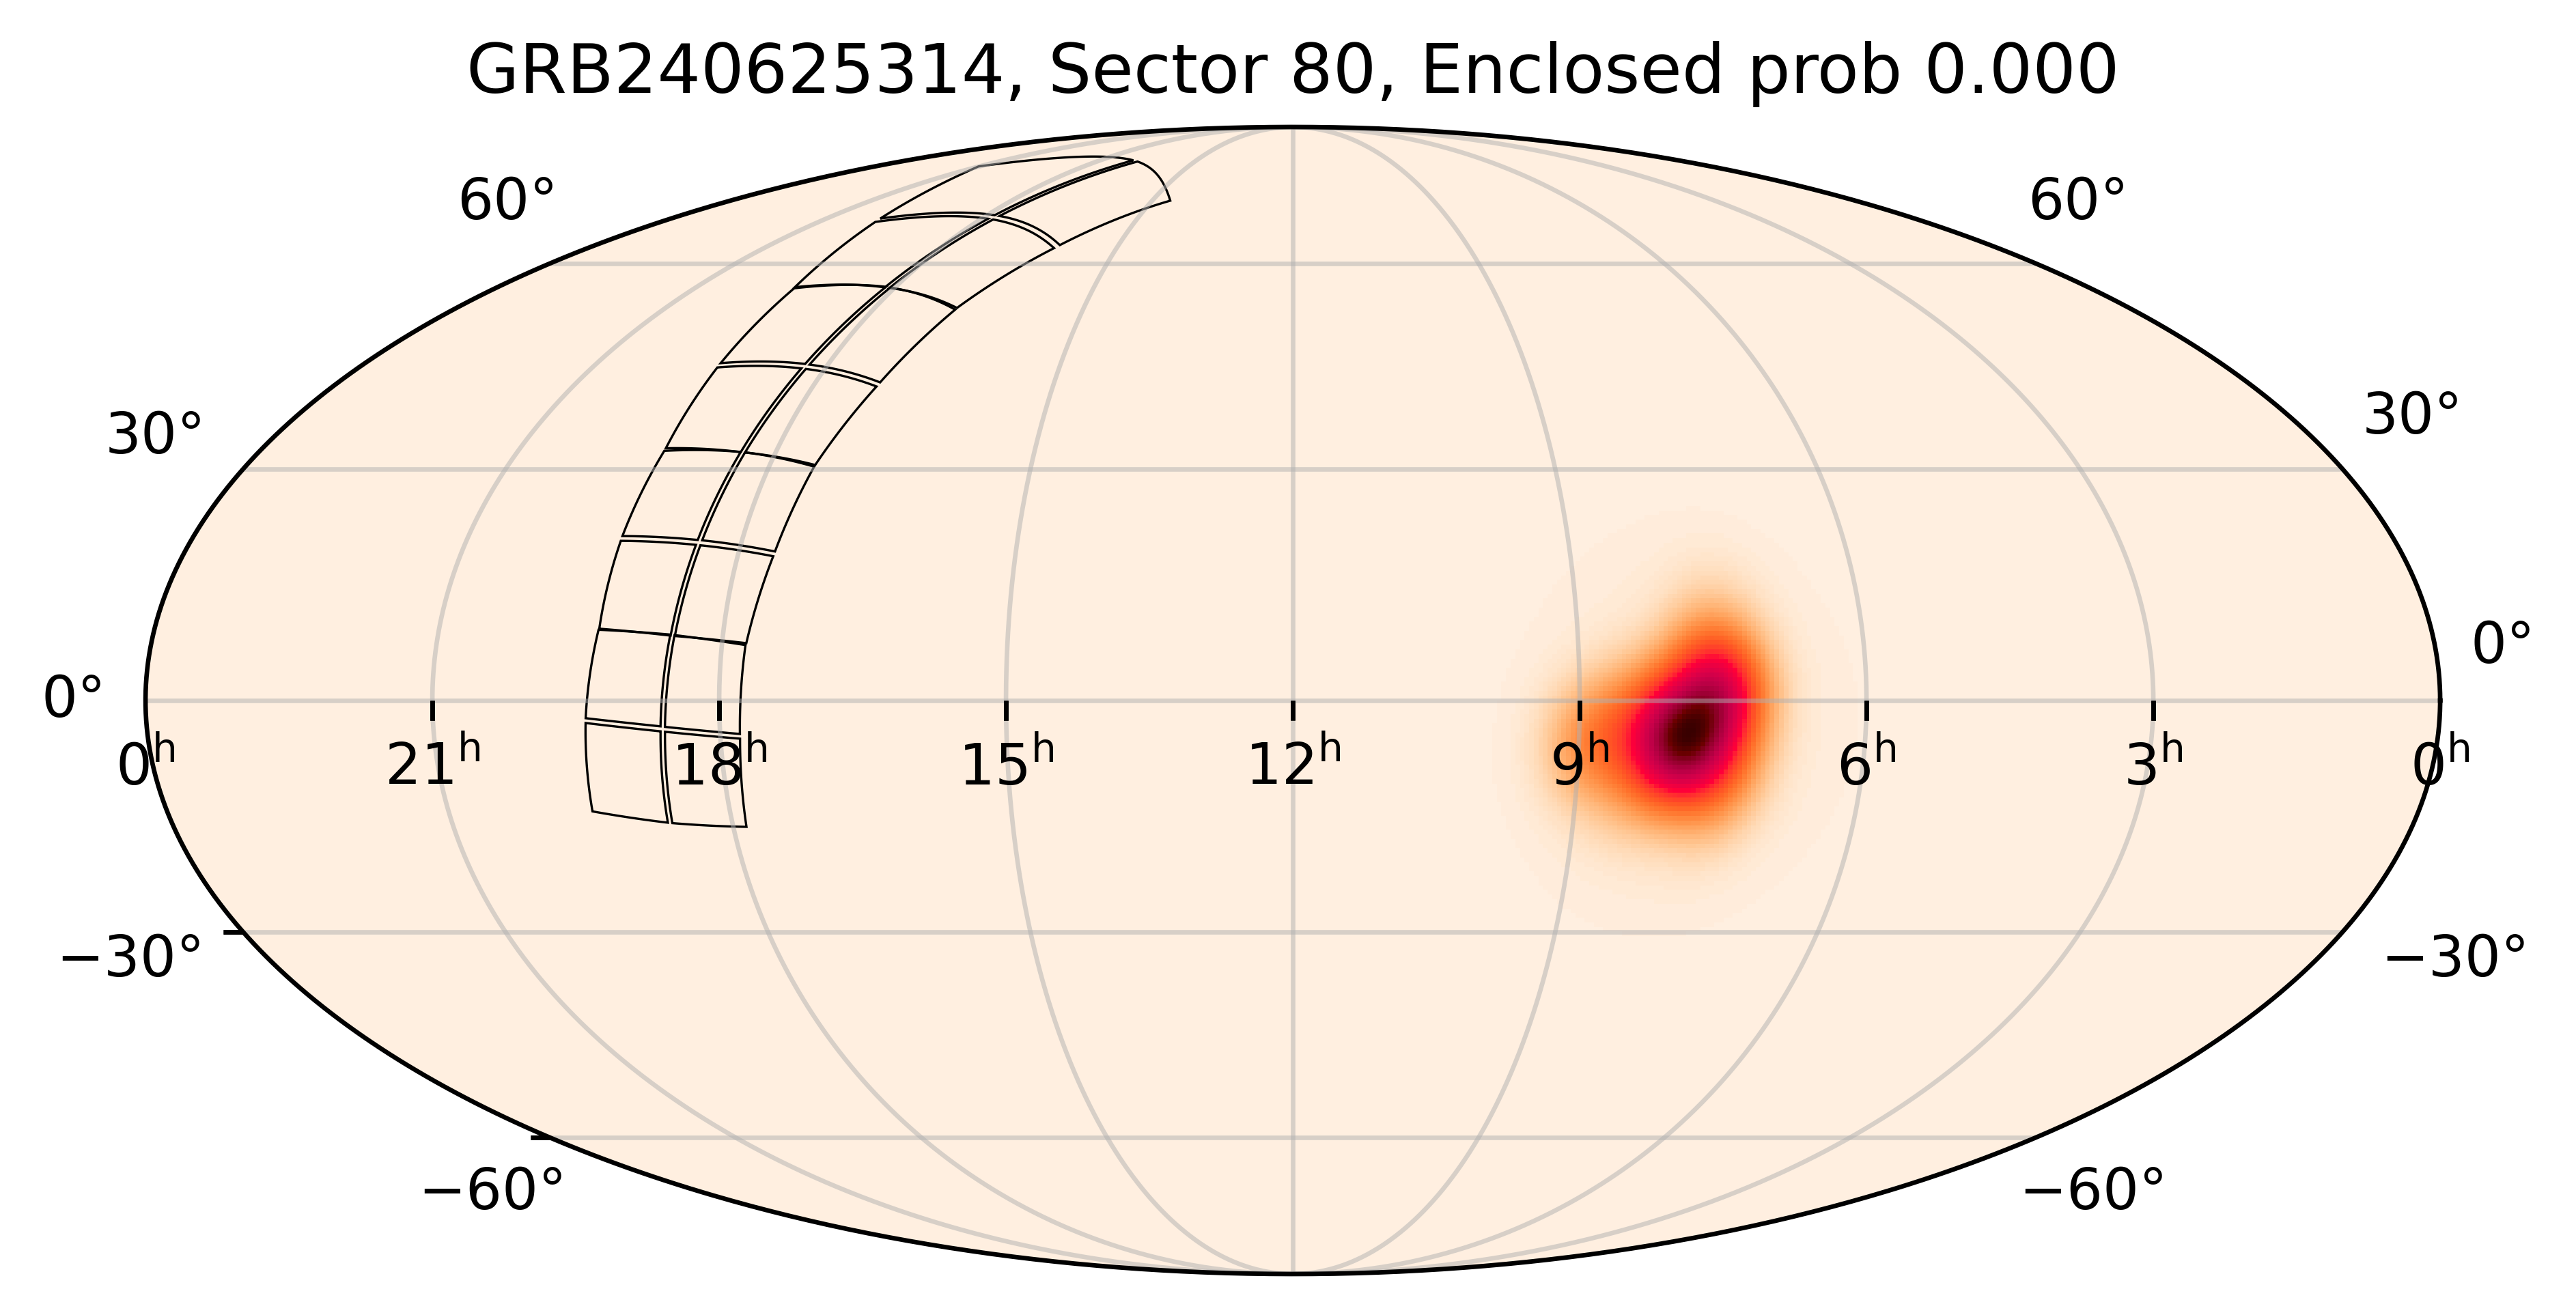 GRB240625314, Sector 80, Enclosed prob 0.000
60° 60°
30° 30°
0° 0°
0h 21h 18h 15h 12h 9h 6h 3h 0h
−30° −30°
−60° −60°